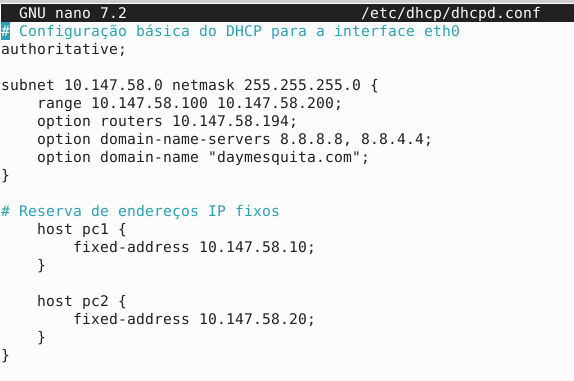 GNU nano 7.2 /etc/dhcp/dhcpd.conf
# Configuração básica do DHCP para a interface eth0
authoritative;
subnet 10.147.58.0 netmask 255.255.255.0 {
range 10.147.58.100 10.147.58.200;
option routers 10.147.58.194;
option domain-name-servers 8.8.8.8, 8.8.4.4;
option domain-name "daymesquita.com";
}
# Reserva de endereços IP fixos
host pc1 {
fixed-address 10.147.58.10;
}
host pc2 {
fixed-address 10.147.58.20;
}
}